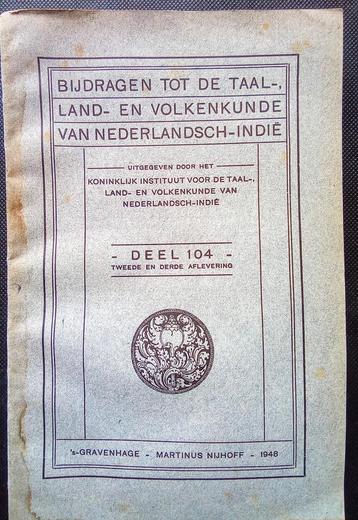 BIJDRAGEN TOT DE TAAL-,
LAND- EN VOLKENKUNDE
VAN NEDERLANDSCH-INDIË
UITGEGEVEN DOOR HET
KONINKLIJK INSTITUUT VOOR DE TAAL-,
LAND- EN VOLKENKUNDE VAN
NEDERLANDSCH-INDIË
- DEEL 104 -
TWEEDE EN DERDE AFLEVERING
's-GRAVENHAGE - MARTINUS NIJHOFF - 1948